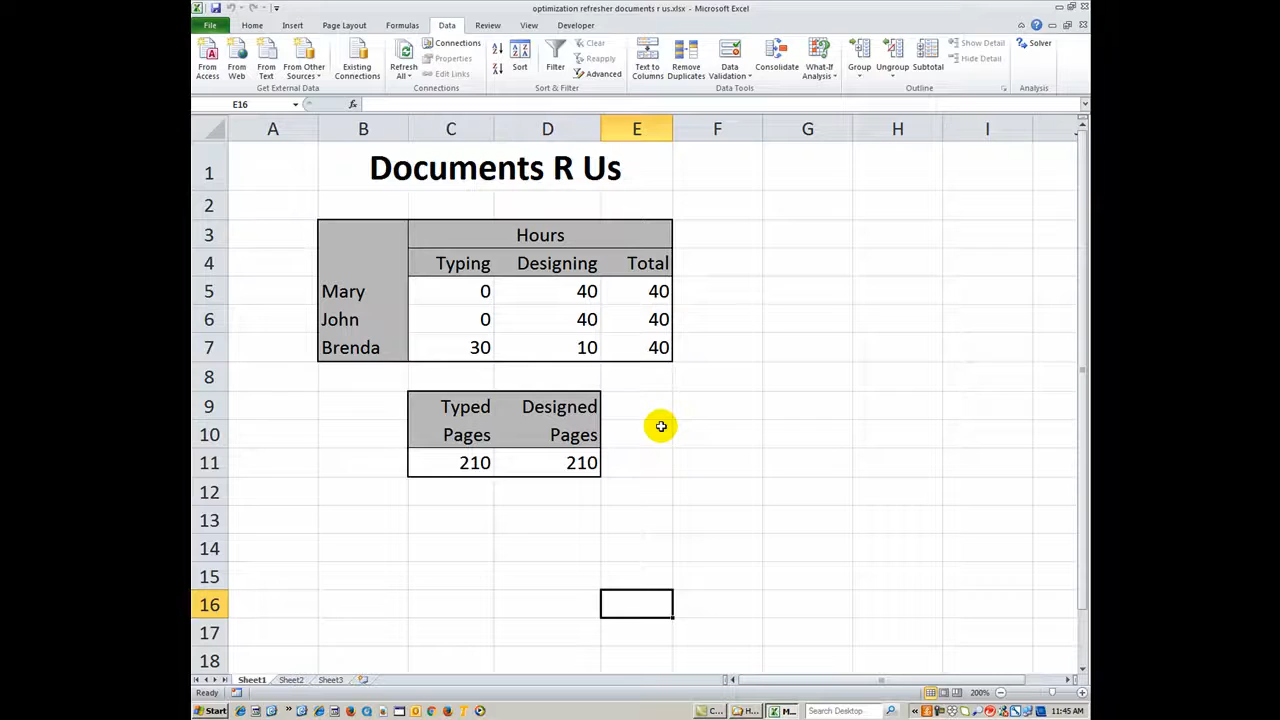 optimization refresher documents r us.xlsx - Microsoft Excel
File Home Insert Page Layout Formulas Data Review View Developer
From Access
From Web
From Text
From Other Sources
Existing Connections
Get External Data
Refresh All
Connections
Properties
Edit Links
Connections
Sort
Filter
Clear
Reapply
Advanced
Sort & Filter
Text to Columns
Remove Duplicates
Data Validation
Consolidate
What-If Analysis
Data Tools
Group
Ungroup
Subtotal
Show Detail
Hide Detail
Outline
Solver
Analysis
E16 fx
A B C D E F G H I
1 Documents R Us
2
3 Hours
4 Typing Designing Total
5 Mary 0 40 40
6 John 0 40 40
7 Brenda 30 10 40
8
9 Typed Designed
10 Pages Pages
11 210 210
12
13
14
15
16
17
18
Sheet1 Sheet2 Sheet3
Ready 200%
Start C... H... M... Search Desktop 11:45 AM